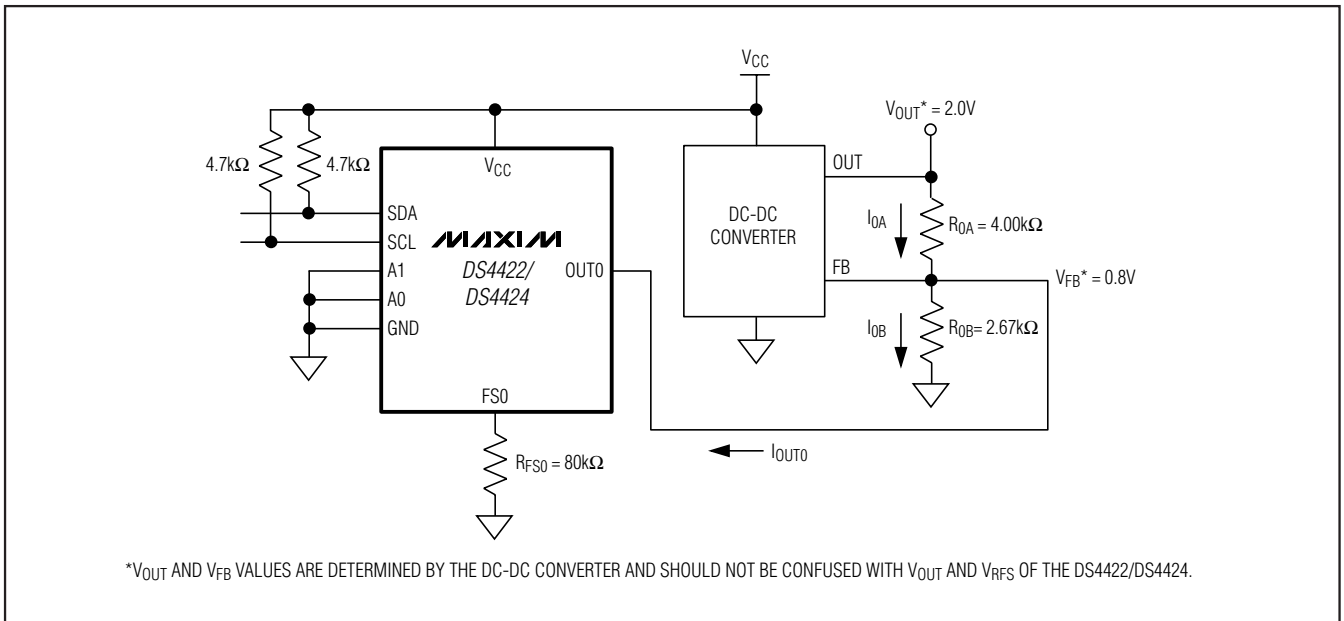 VCC
VOUT* = 2.0V
4.7kΩ
4.7kΩ
VCC
OUT
SDA
I0A
R0A = 4.00kΩ
DC-DC
CONVERTER
SCL
MAXIM
A1
DS4422/
DS4424
OUT0
FB
VFB* = 0.8V
A0
GND
I0B
R0B= 2.67kΩ
FS0
RFS0 = 80kΩ
IOUT0
*VOUT AND VFB VALUES ARE DETERMINED BY THE DC-DC CONVERTER AND SHOULD NOT BE CONFUSED WITH VOUT AND VRFS OF THE DS4422/DS4424.